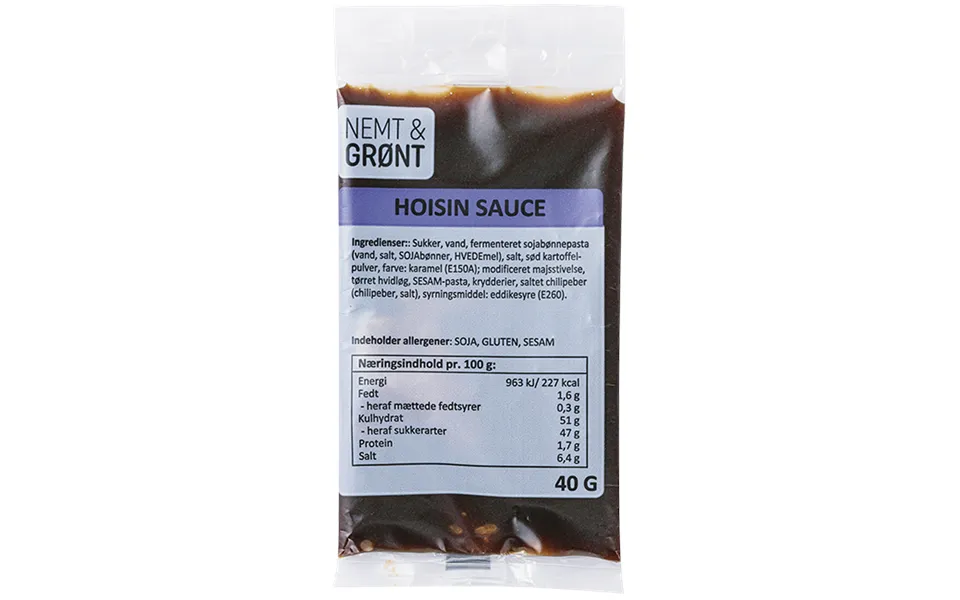 NEMT &
GRØNT
HOISIN SAUCE
Ingredienser:: Sukker, vand, fermenteret sojabønnepasta
(vand, salt, SOJAbønner, HVEDEmel), salt, sød kartoffel-
pulver, farve: karamel (E150A); modificeret majsstivelse,
tørret hvidløg, SESAM-pasta, krydderier, saltet chilipeber
(chilipeber, salt), syrningsmiddel: eddikesyre (E260).
Indeholder allergener: SOJA, GLUTEN, SESAM
Næringsindhold pr. 100 g:
Energi 963 kJ/ 227 kcal
Fedt 1,6 g
- heraf mættede fedtsyrer 0,3 g
Kulhydrat 51 g
- heraf sukkerarter 47 g
Protein 1,7 g
Salt 6,4 g
40 G